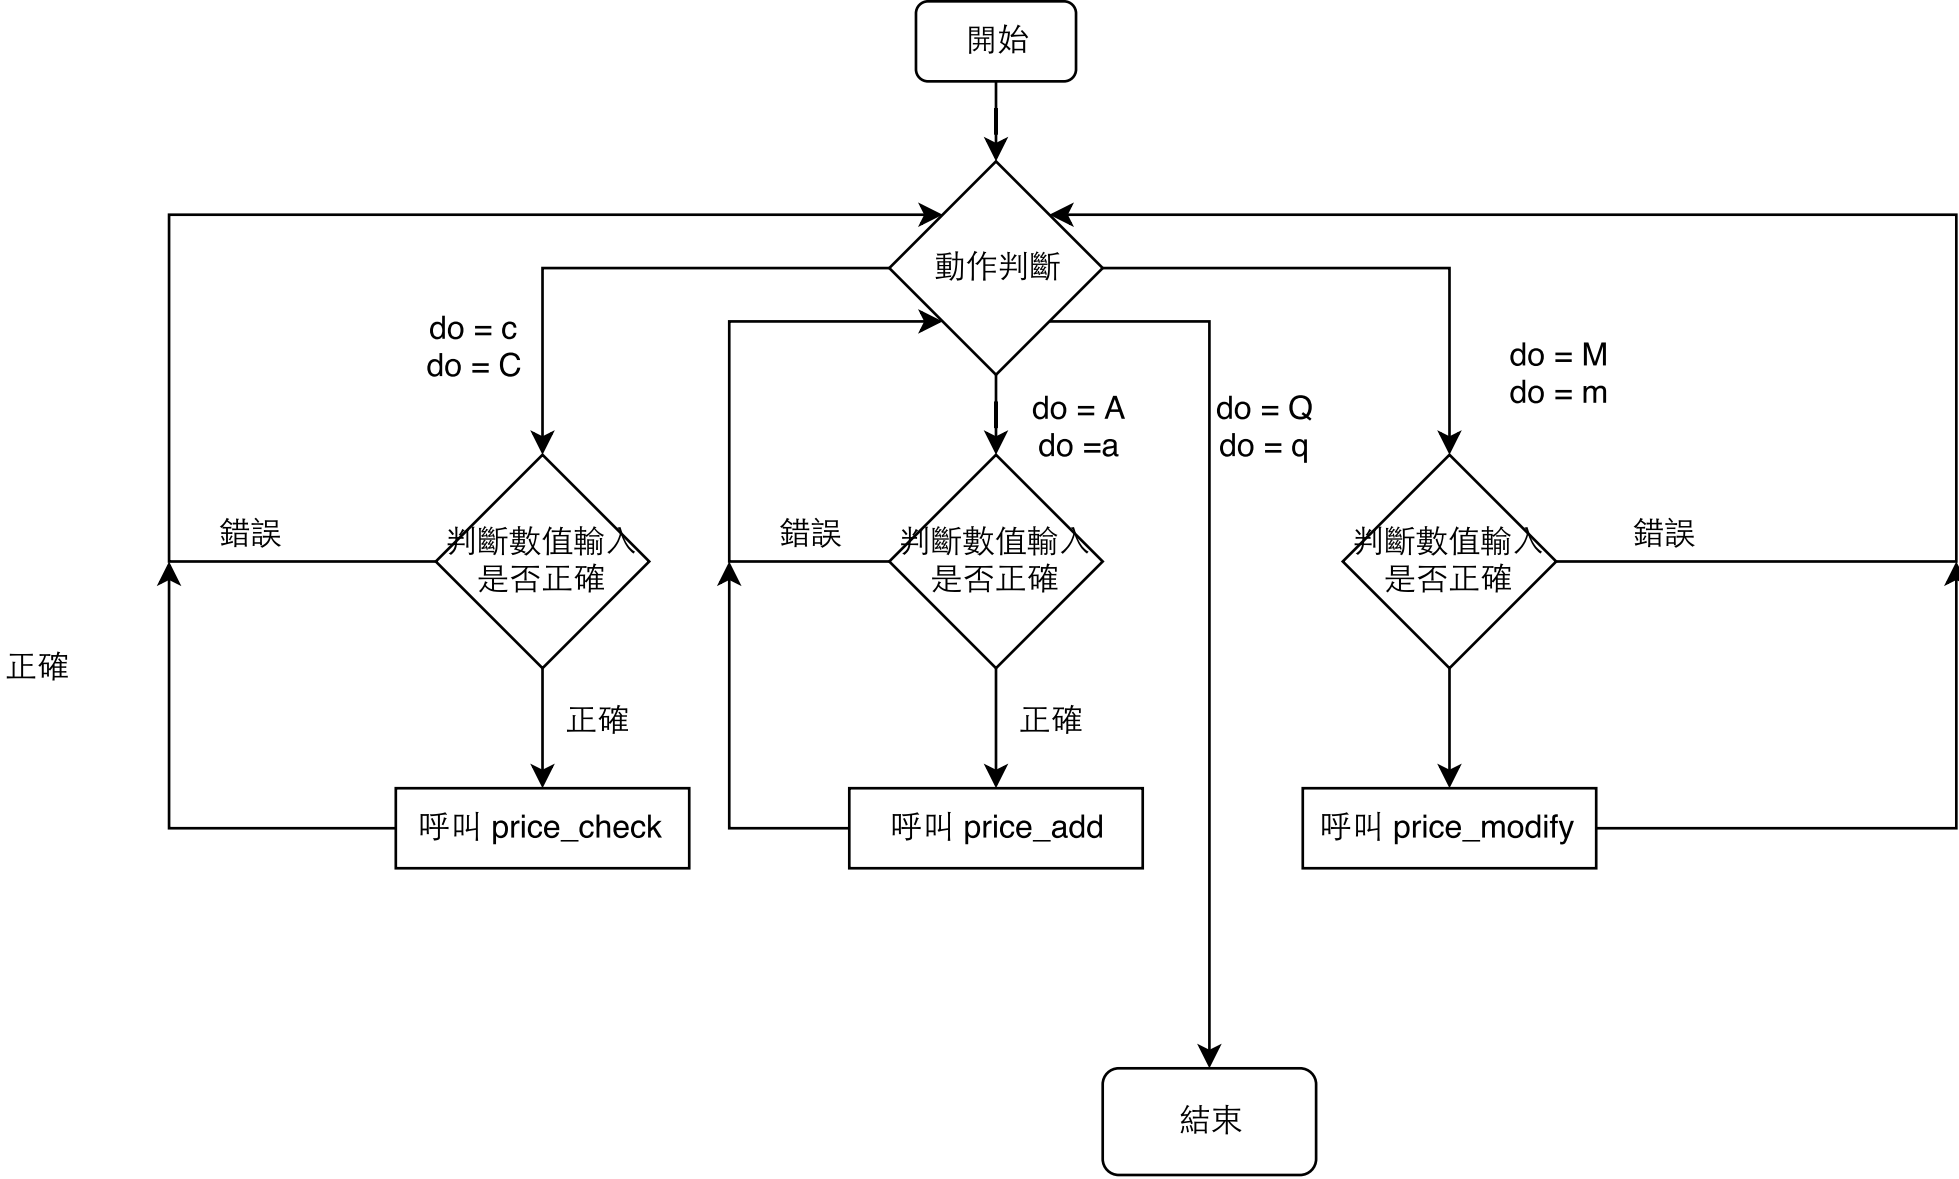 開始
動作判斷
do = c
do = C
do = A
do =a
do = Q
do = q
do = M
do = m
錯誤
判斷數值輸入
是否正確
錯誤
判斷數值輸入
是否正確
判斷數值輸入
是否正確
錯誤
正確
正確
正確
呼叫 price_check
呼叫 price_add
呼叫 price_modify
結束